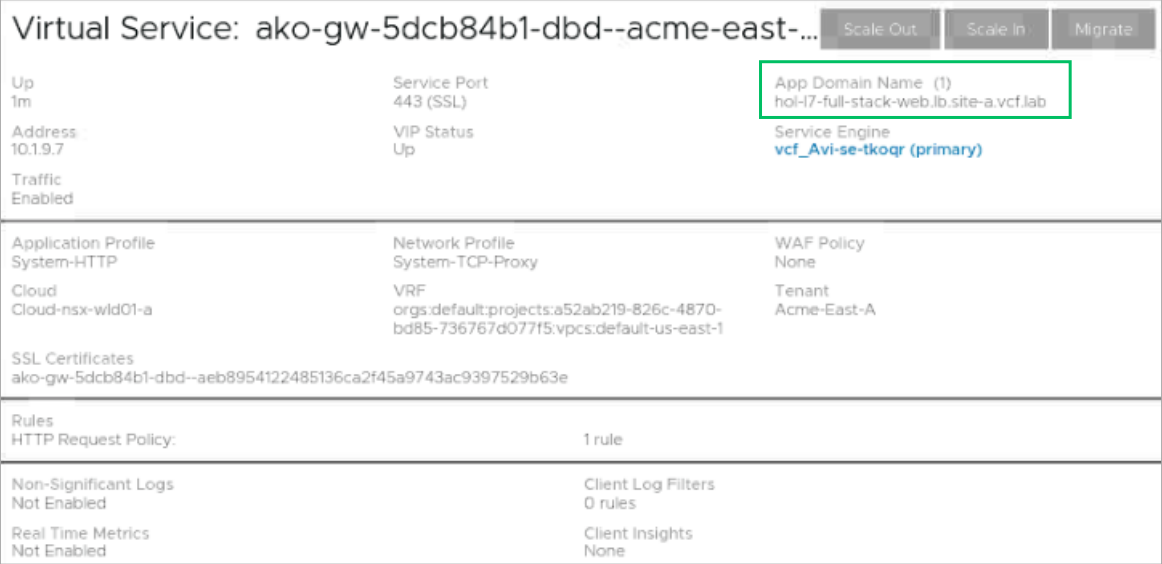 Virtual Service: ako-gw-5dcb84b1-dbd--acme-east-...
Scale Out
Scale In
Migrate
Up
1m
Service Port
443 (SSL)
App Domain Name (1)
hol-l7-full-stack-web.lb.site-a.vcf.lab
Address
10.1.9.7
VIP Status
Up
Service Engine
vcf_Avi-se-tkoqr (primary)
Traffic
Enabled
Application Profile
System-HTTP
Network Profile
System-TCP-Proxy
WAF Policy
None
Cloud
Cloud-nsx-wld01-a
VRF
orgs:default:projects:a52ab219-826c-4870-
bd85-736767d077f5:vpcs:default-us-east-1
Tenant
Acme-East-A
SSL Certificates
ako-gw-5dcb84b1-dbd--aeb8954122485136ca2f45a9743ac9397529b63e
Rules
HTTP Request Policy:
1 rule
Non-Significant Logs
Not Enabled
Client Log Filters
0 rules
Real Time Metrics
Not Enabled
Client Insights
None